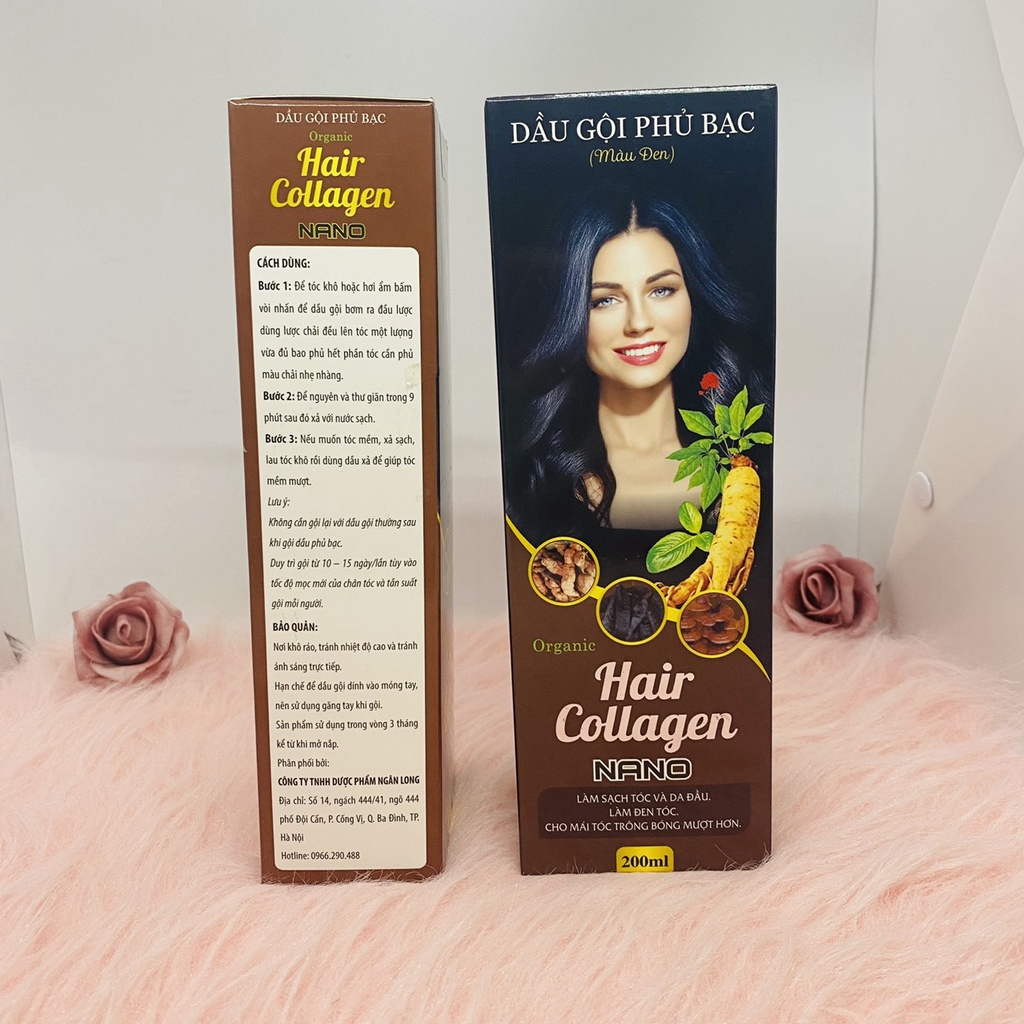 DẦU GỘI PHỦ BẠC
Organic
Hair
Collagen
NANO
CÁCH DÙNG:
Bước 1: Để tóc khô hoặc hơi ẩm bấm
vòi nhấn để dầu gội bơm ra đầu lược
dùng lược chải đều lên tóc một lượng
vừa đủ bao phủ hết phần tóc cần phủ
màu chải nhẹ nhàng.
Bước 2: Để nguyên và thư giãn trong 9
phút sau đó xả với nước sạch.
Bước 3: Nếu muốn tóc mềm, xả sạch,
lau tóc khô rồi dùng dầu xả để giúp tóc
mềm mượt.
Lưu ý:
Không cần gội lại với dầu gội thường sau
khi gội dầu phủ bạc.
Duy trì gội từ 10 – 15 ngày/lần tùy vào
tốc độ mọc mới của chân tóc và tần suất
gội mỗi người.
BẢO QUẢN:
Nơi khô ráo, tránh nhiệt độ cao và tránh
ánh sáng trực tiếp.
Hạn chế để dầu gội dính vào móng tay,
nên sử dụng găng tay khi gội.
Sản phẩm sử dụng trong vòng 3 tháng
kể từ khi mở nắp.
Phân phối bởi:
CÔNG TY TNHH DƯỢC PHẨM NGÂN LONG
Địa chỉ: Số 14, ngách 444/41, ngõ 444
phố Đội Cấn, P. Cống Vị, Q. Ba Đình, TP.
Hà Nội
Hotline: 0966.290.488
DẦU GỘI PHỦ BẠC
(Màu Đen)
Organic
Hair
Collagen
NANO
LÀM SẠCH TÓC VÀ DA ĐẦU.
LÀM ĐEN TÓC.
CHO MÁI TÓC TRÔNG BÓNG MƯỢT HƠN.
200ml